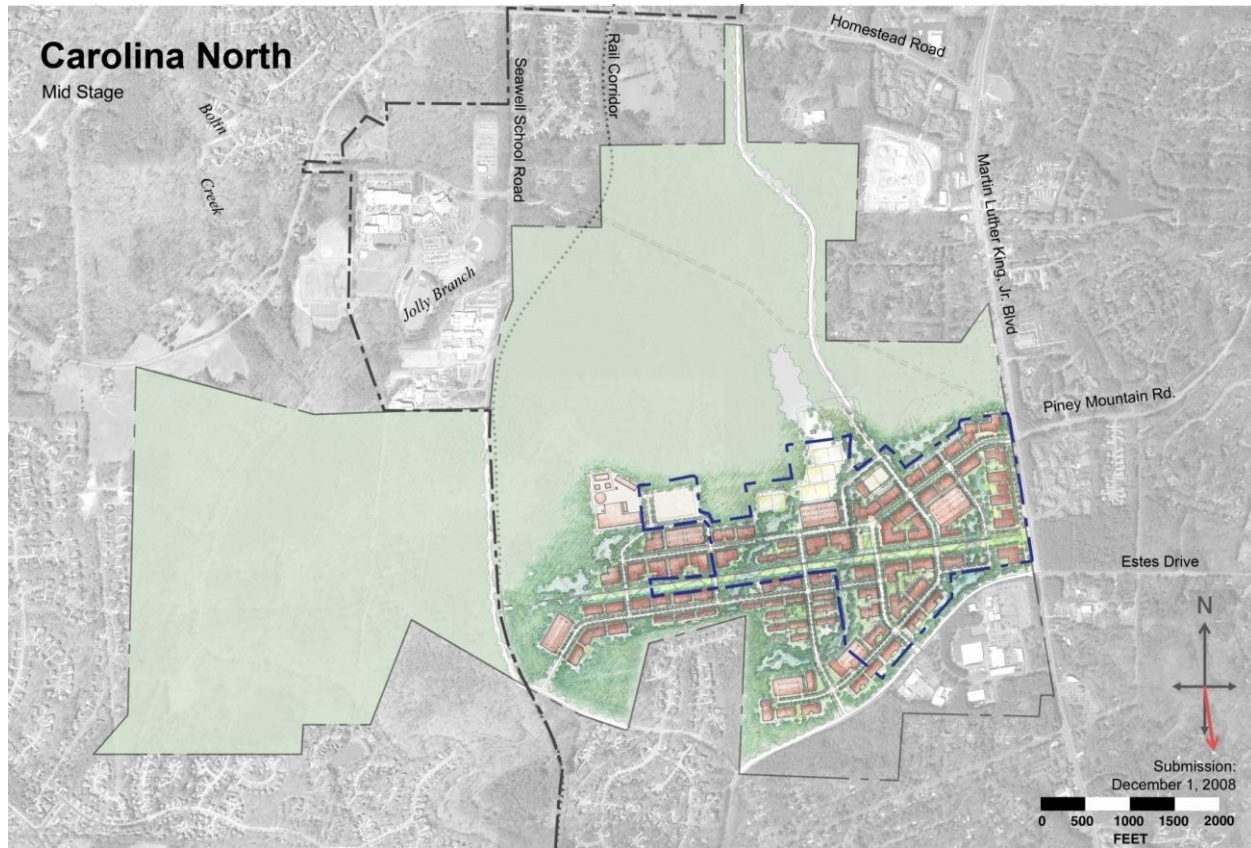 Carolina North
Mid Stage
Homestead Road
Rail Corridor
Seawell School Road
Bolin
Creek
Martin Luther King, Jr. Blvd
Jolly Branch
Piney Mountain Rd.
Estes Drive
N
Submission:
December 1, 2008
0 500 1000 1500 2000
FEET